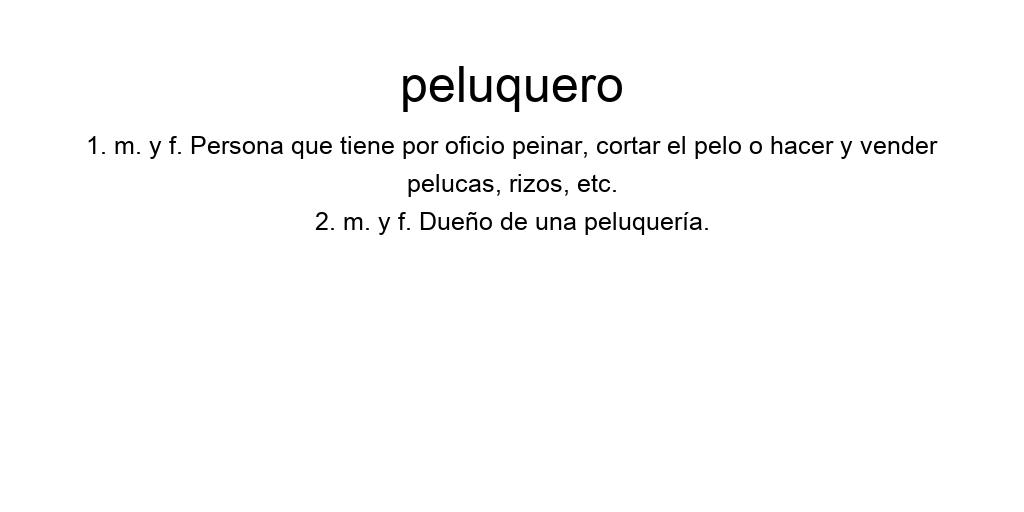 peluquero
1. m. y f. Persona que tiene por oficio peinar, cortar el pelo o hacer y vender
pelucas, rizos, etc.
2. m. y f. Dueño de una peluquería.